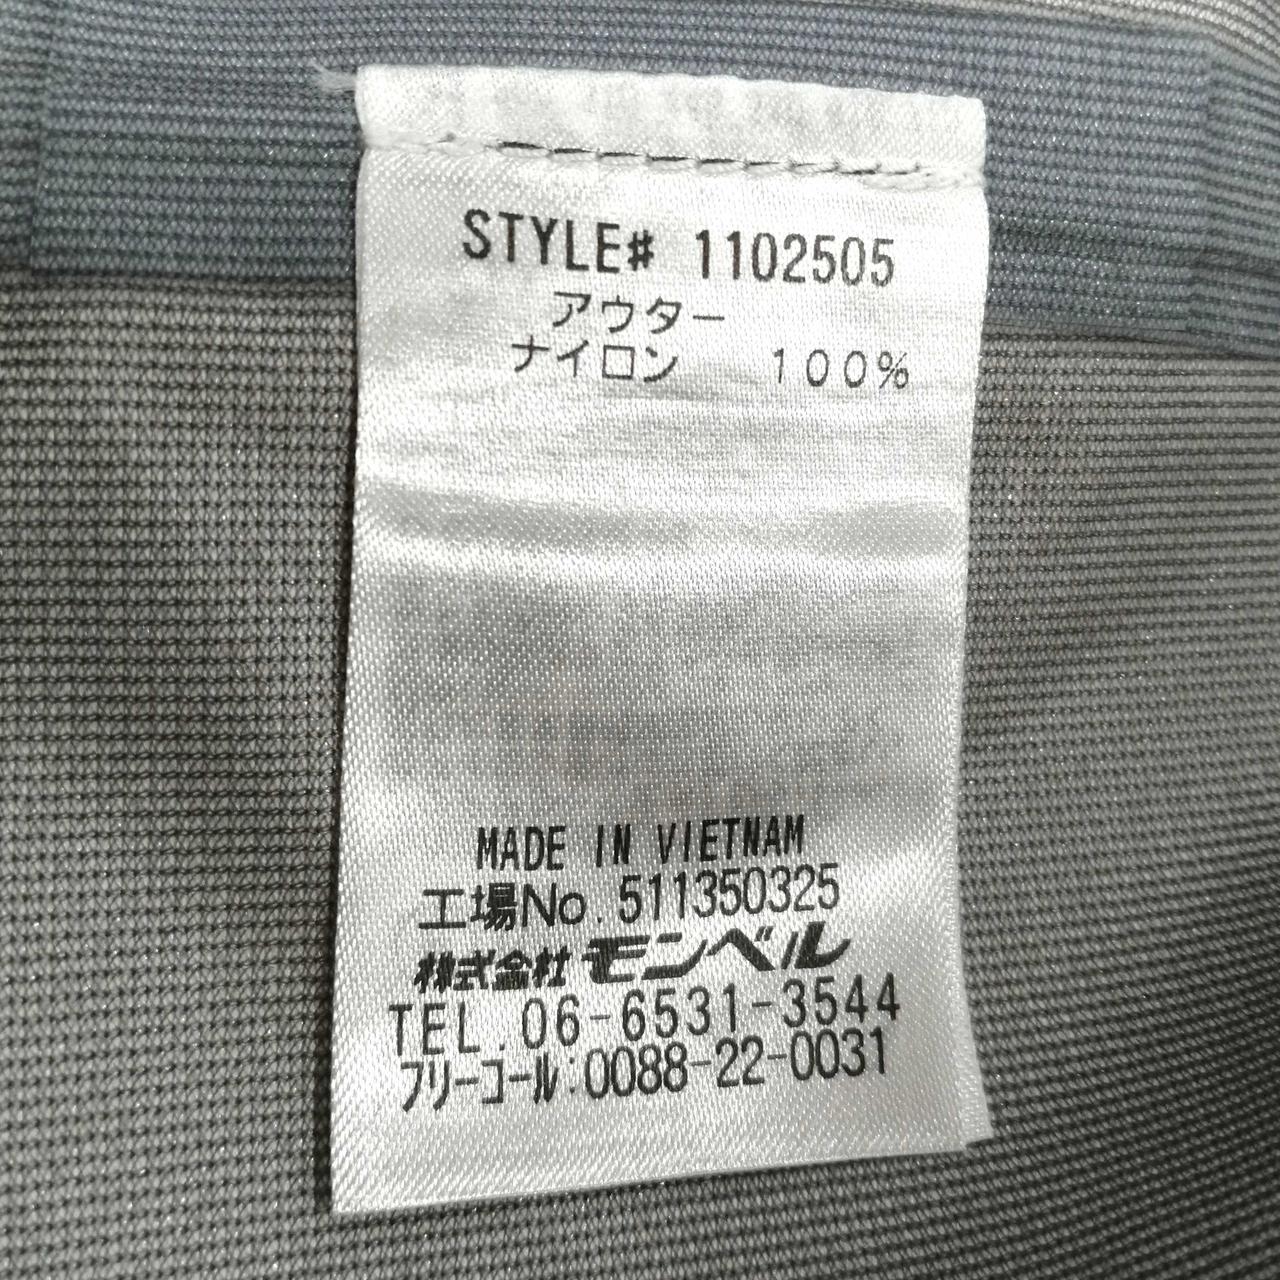 STYLE# 1102505
アウター
ナイロン 100%
MADE IN VIETNAM
工場No.511350325
株式会社モンベル
TEL.06-6531-3544
フリーコール:0088-22-0031